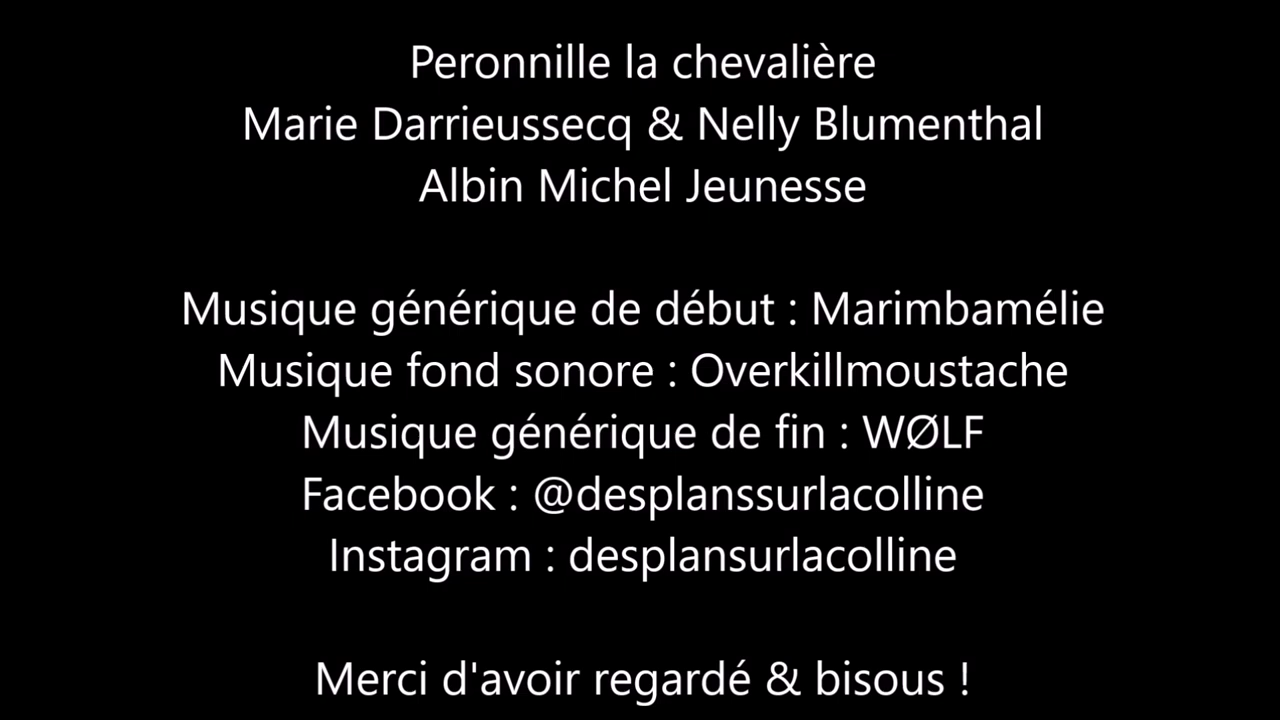 Peronnille la chevalière
Marie Darrieussecq & Nelly Blumenthal
Albin Michel Jeunesse
Musique générique de début : Marimbamélie
Musique fond sonore : Overkillmoustache
Musique générique de fin : WØLF
Facebook : @desplanssurlacolline
Instagram : desplansurlacolline
Merci d'avoir regardé & bisous !